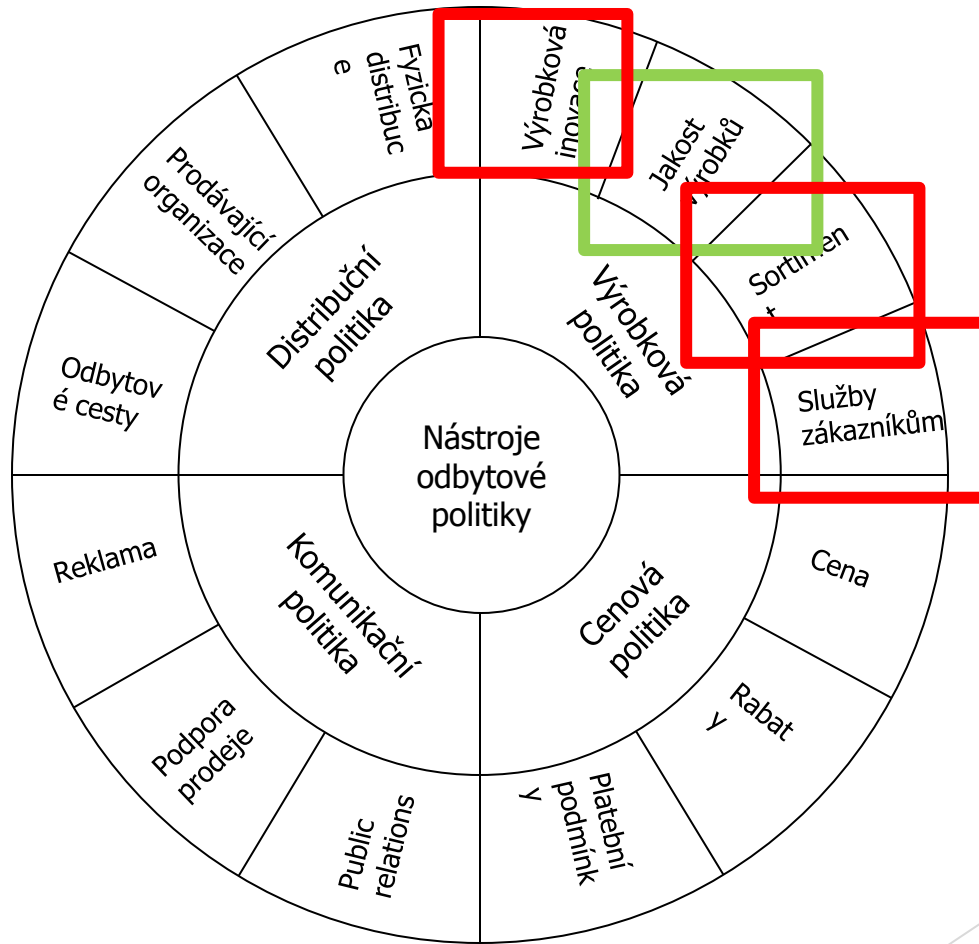 Fyzická
distribuc
e
Výrobková
inovace
Jakost
výrobků
Sortimen
t
Služby
zákazníkům
Prodávající
organizace
Distribuční
politika
Výrobková
politika
Odbytov
é cesty
Nástroje
odbytové
politiky
Reklama
Komunikační
politika
Cenová
politika
Cena
Podpora
prodeje
Rabat
y
Public
relations
Platební
podmínk
y